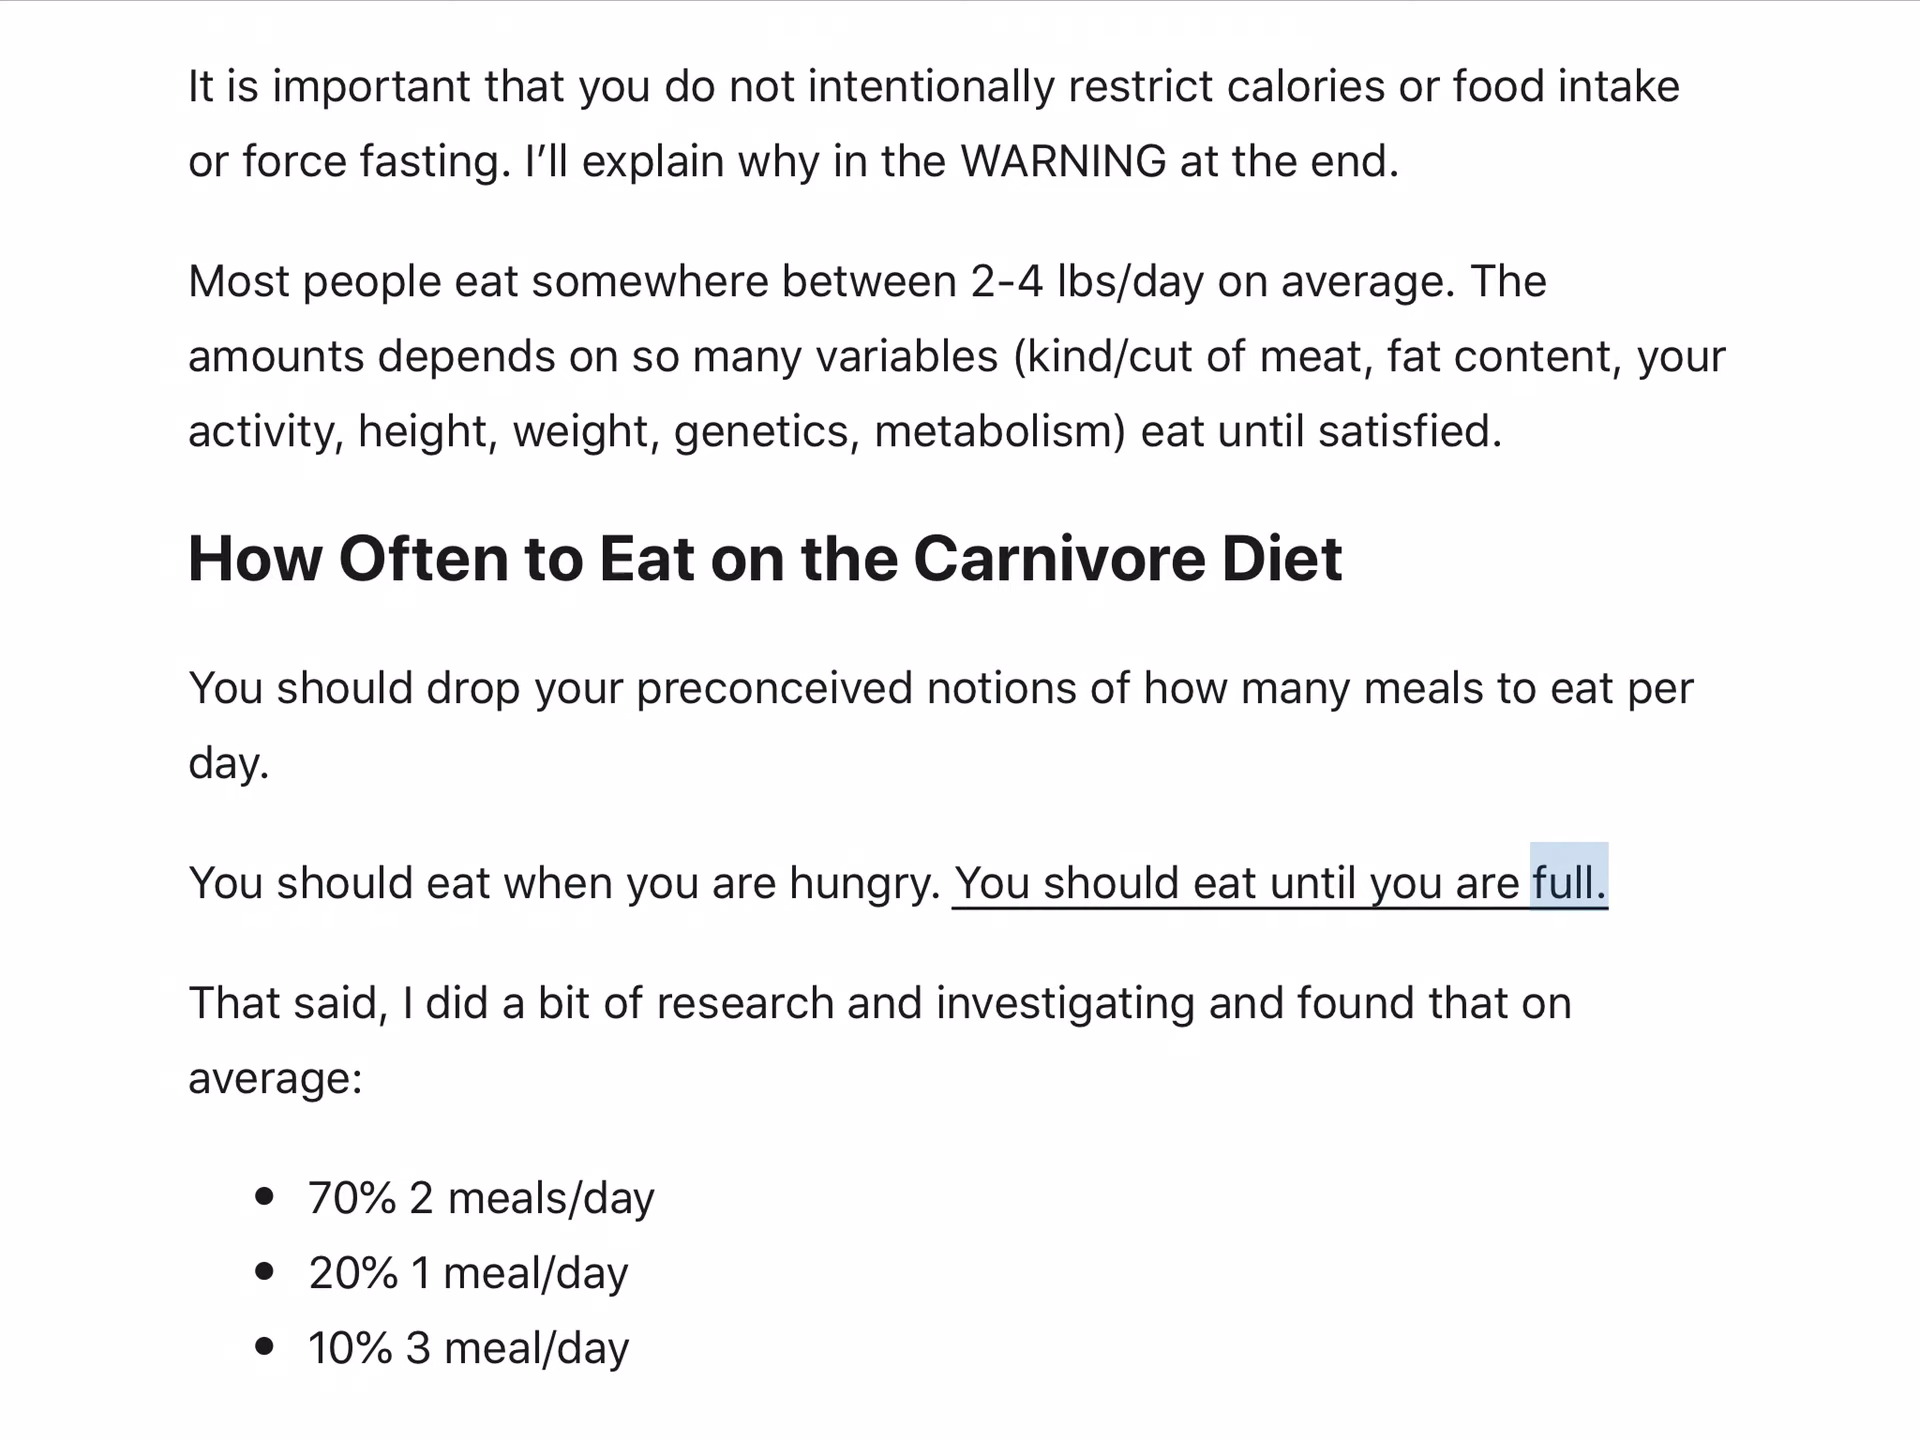 It is important that you do not intentionally restrict calories or food intake
or force fasting. I’ll explain why in the WARNING at the end.
Most people eat somewhere between 2-4 lbs/day on average. The
amounts depends on so many variables (kind/cut of meat, fat content, your
activity, height, weight, genetics, metabolism) eat until satisfied.
How Often to Eat on the Carnivore Diet
You should drop your preconceived notions of how many meals to eat per
day.
You should eat when you are hungry. You should eat until you are full.
That said, I did a bit of research and investigating and found that on
average:
• 70% 2 meals/day
• 20% 1 meal/day
• 10% 3 meal/day